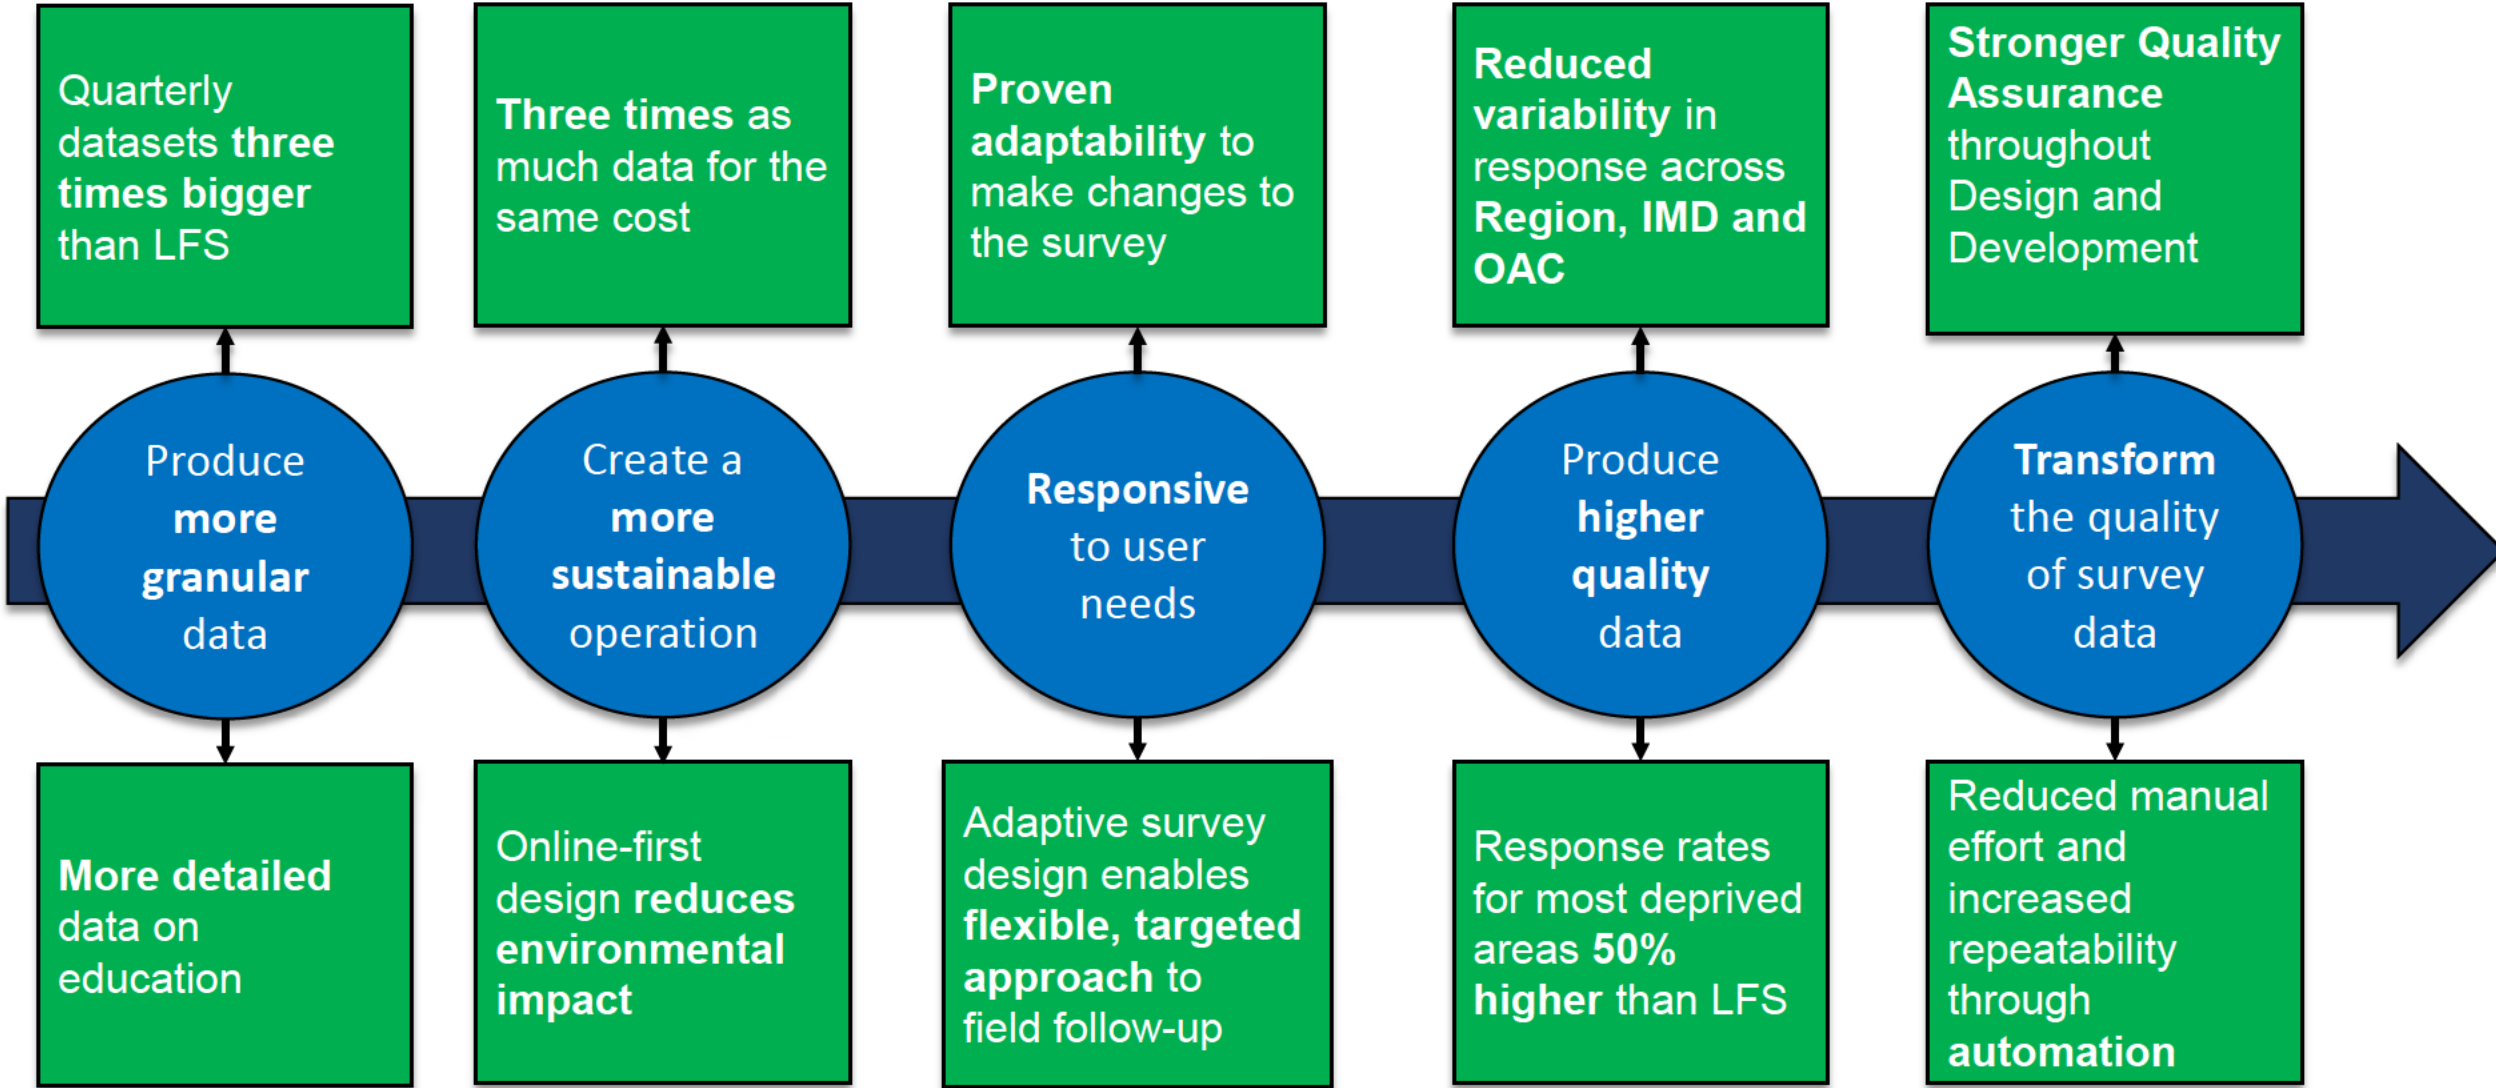 Quarterly
datasets three
times bigger
than LFS
Three times as
much data for the
same cost
Proven
adaptability to
make changes to
the survey
Reduced
variability in
response across
Region, IMD and
OAC
Stronger Quality
Assurance
throughout
Design and
Development
Produce
more
granular
data
Create a
more
sustainable
operation
Responsive
to user
needs
Produce
higher
quality
data
Transform
the quality
of survey
data
More detailed
data on
education
Online-first
design reduces
environmental
impact
Adaptive survey
design enables
flexible, targeted
approach to
field follow-up
Response rates
for most deprived
areas 50%
higher than LFS
Reduced manual
effort and
increased
repeatability
through
automation